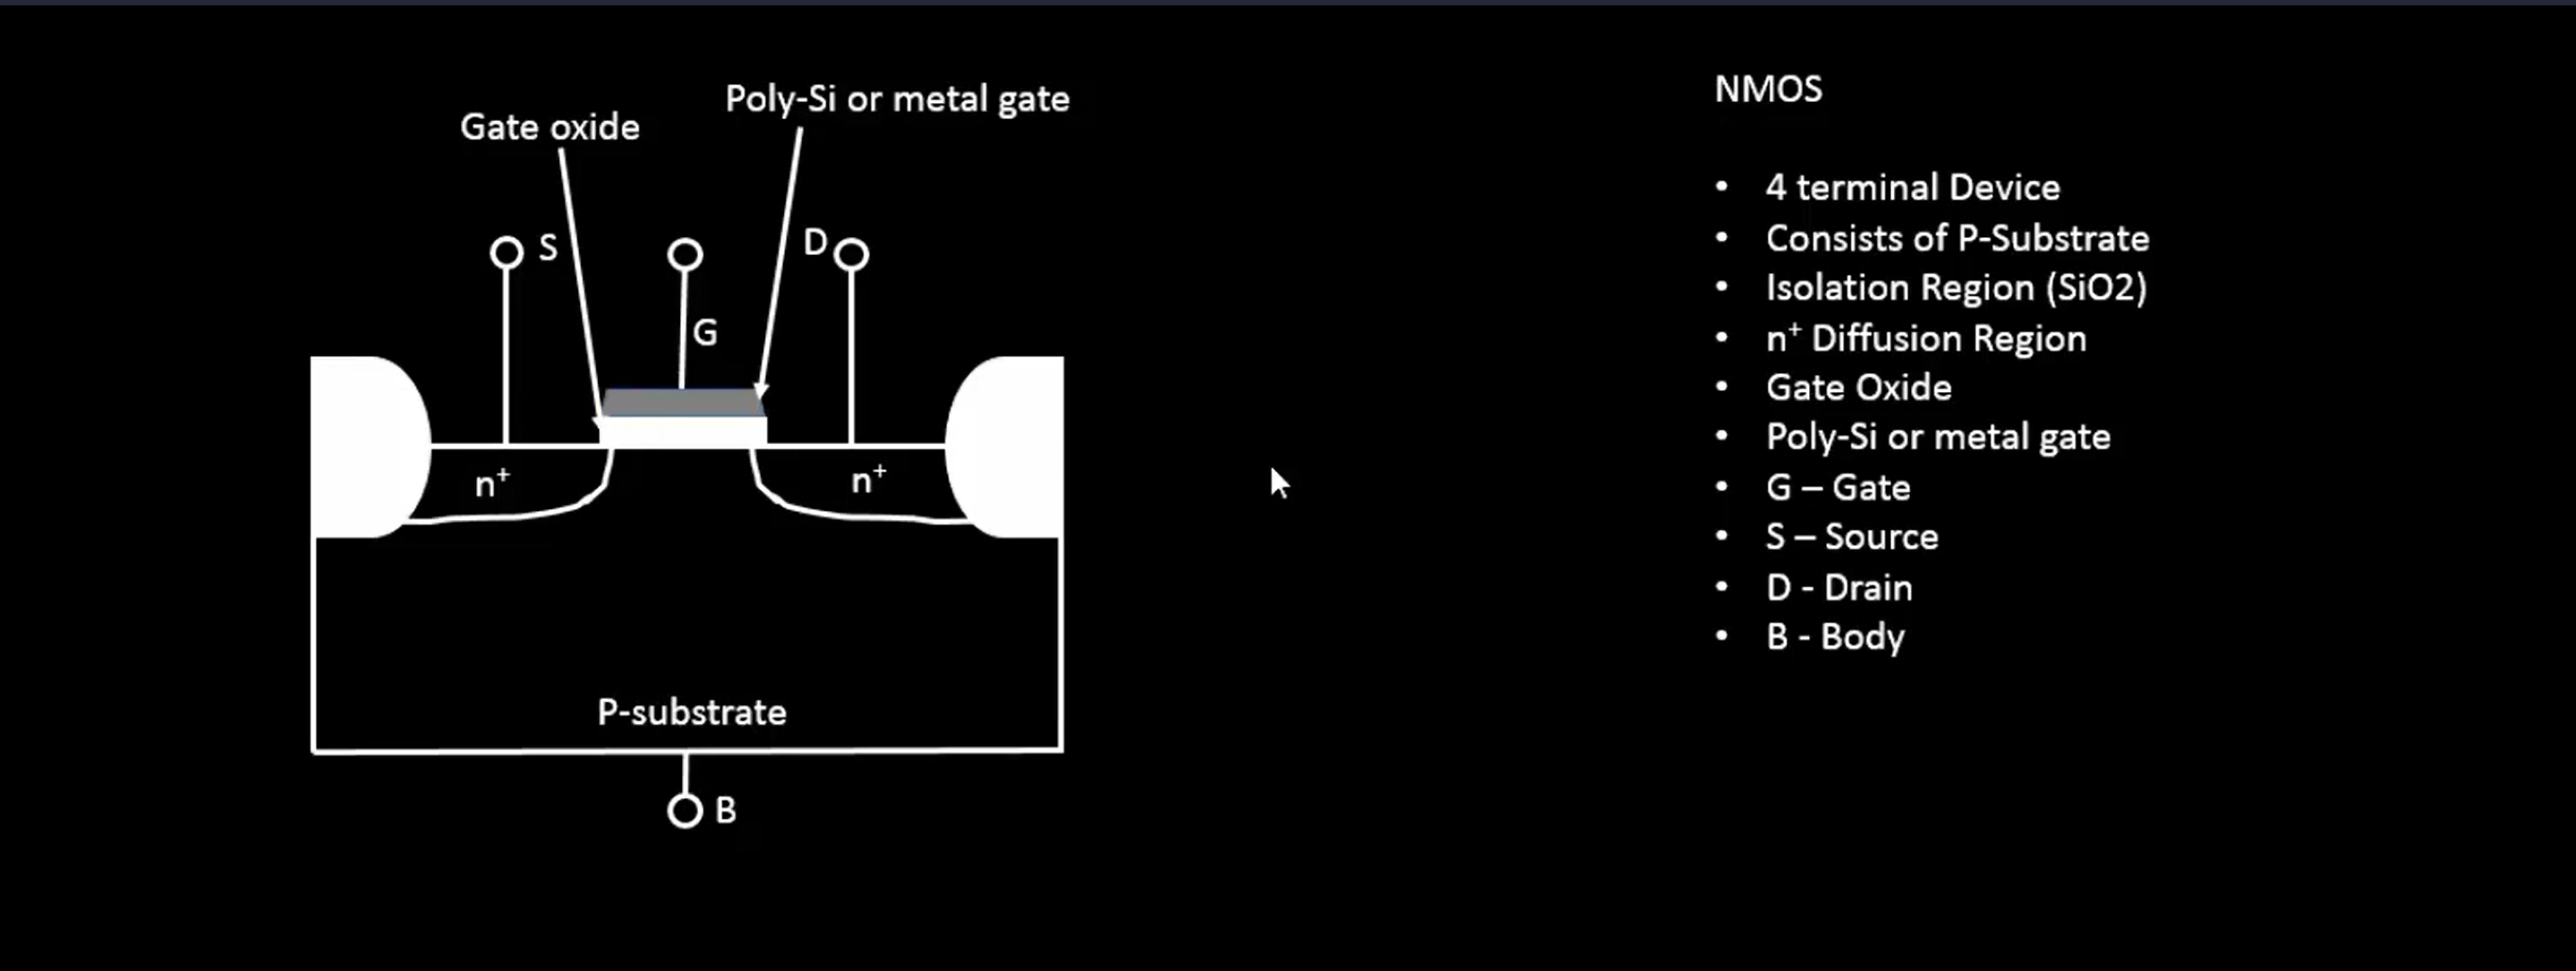 Gate oxide
Poly-Si or metal gate
S
G
D
n⁺
n⁺
P-substrate
B
NMOS
• 4 terminal Device
• Consists of P-Substrate
• Isolation Region (SiO2)
• n⁺ Diffusion Region
• Gate Oxide
• Poly-Si or metal gate
• G – Gate
• S – Source
• D - Drain
• B - Body